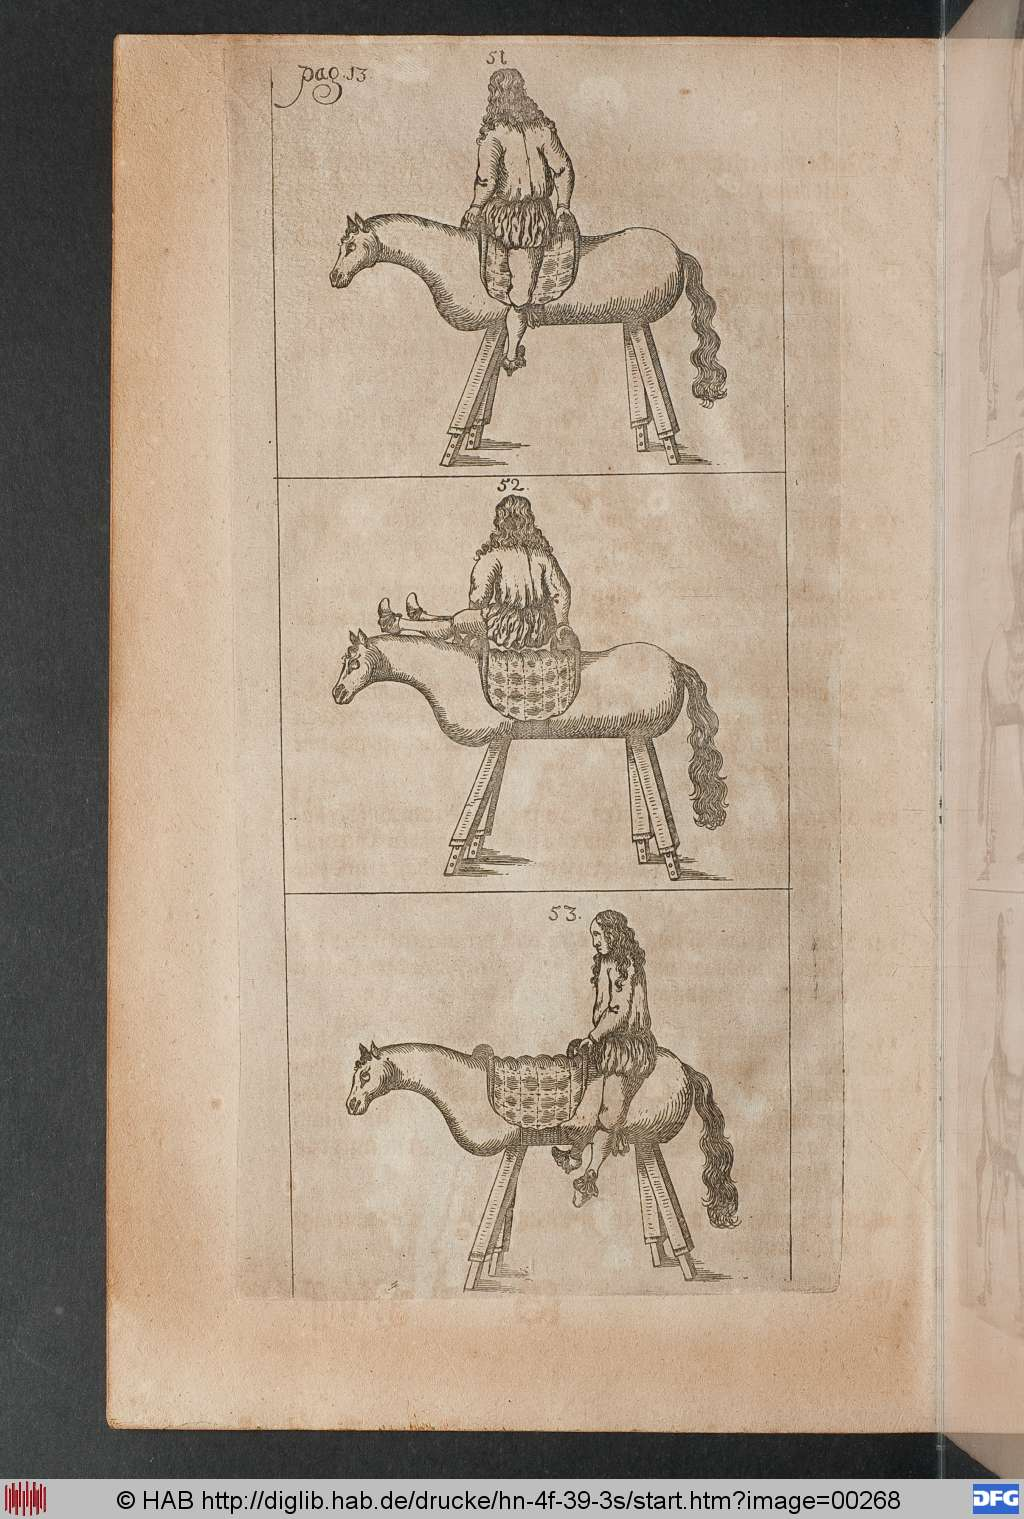 pag. 13.
51
52.
53.
© HAB http://diglib.hab.de/drucke/hn-4f-39-3s/start.htm?image=00268
DFG